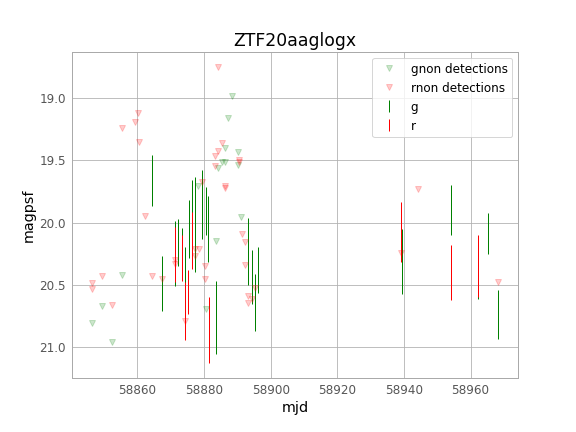 ZTF20aaglogx
gnon detections
rnon detections
g
r
magpsf
19.0
19.5
20.0
20.5
21.0
58860 58880 58900 58920 58940 58960
mjd